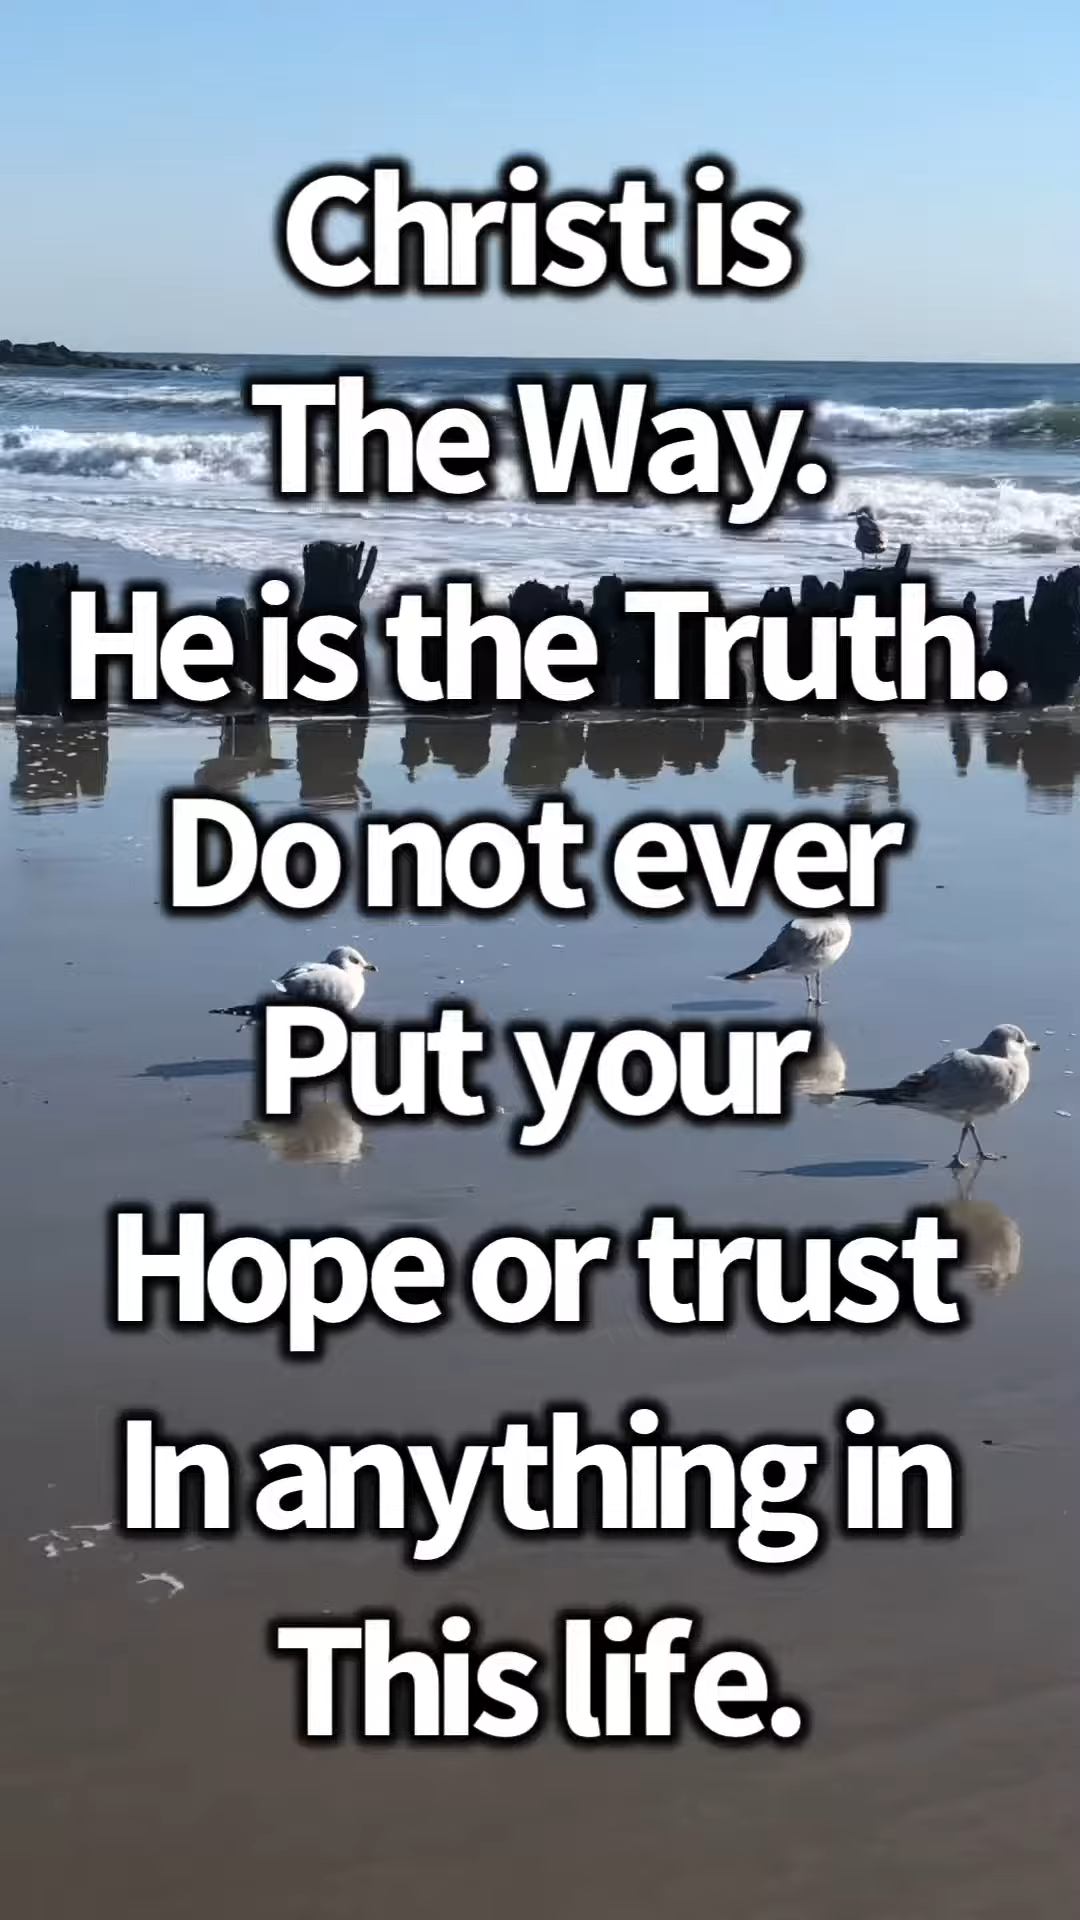 Christ is
The Way.
He is the Truth.
Do not ever
Put your
Hope or trust
In anything in
This life.